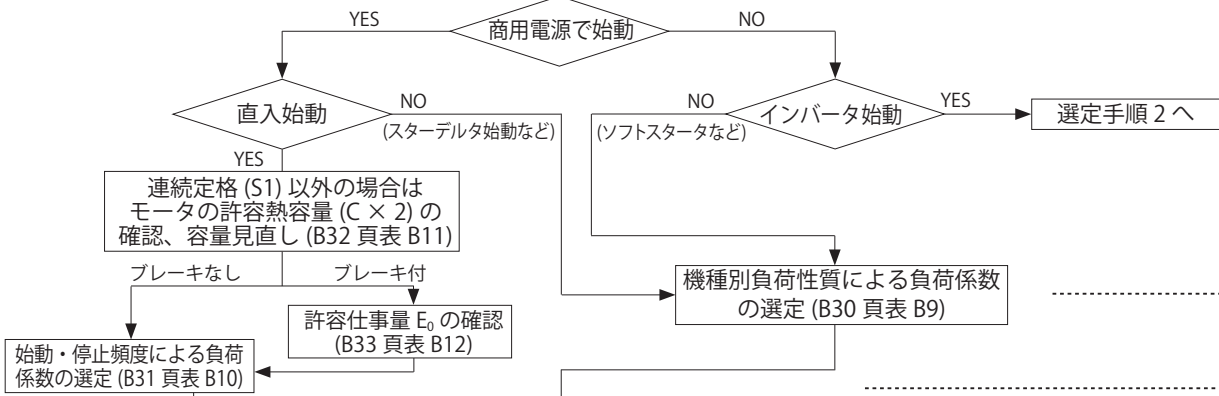 商用電源で始動
YES
NO
直入始動
NO
(スターデルタ始動など)
YES
インバータ始動
NO
(ソフトスタータなど)
YES
選定手順 2 へ
連続定格 (S1) 以外の場合は
モータの許容熱容量 (C × 2) の
確認、容量見直し (B32 頁表 B11)
ブレーキなし
ブレーキ付
許容仕事量 E₀ の確認
(B33 頁表 B12)
始動・停止頻度による負荷
係数の選定 (B31 頁表 B10)
機種別負荷性質による負荷係数
の選定 (B30 頁表 B9)